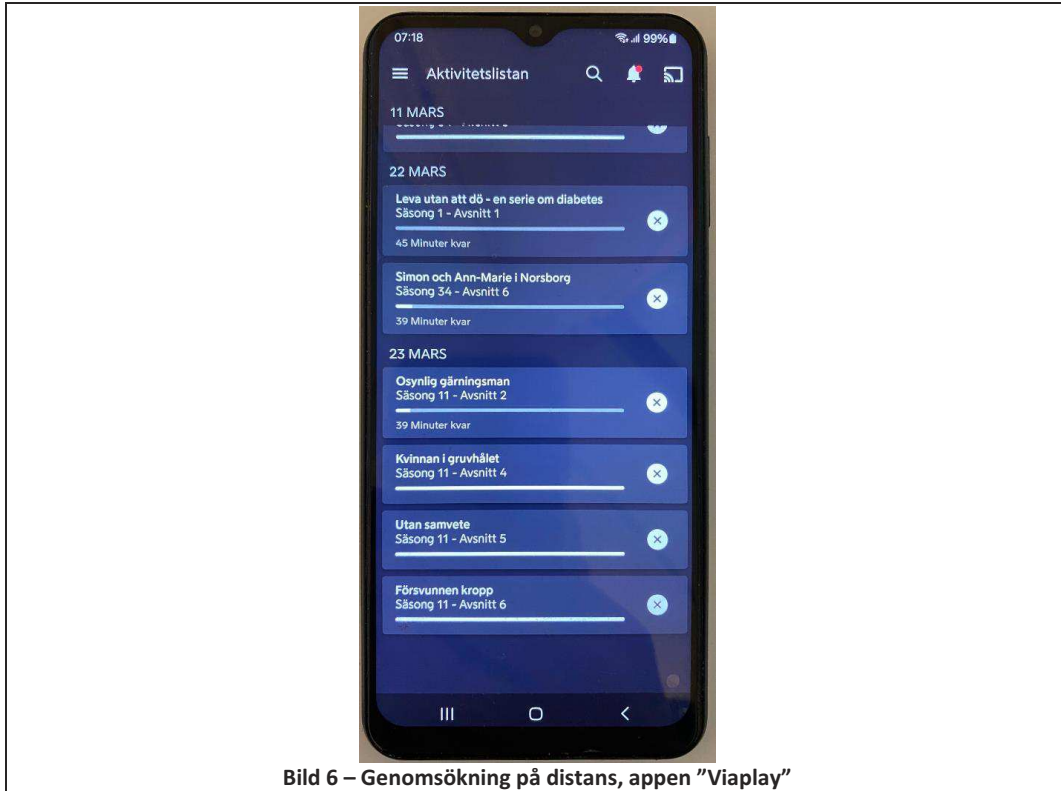 07:18
99%
Aktivitetslistan
11 MARS
22 MARS
Leva utan att dö - en serie om diabetes
Säsong 1 - Avsnitt 1
45 Minuter kvar
Simon och Ann-Marie i Norsborg
Säsong 34 - Avsnitt 6
39 Minuter kvar
23 MARS
Osynlig gärningsman
Säsong 11 - Avsnitt 2
39 Minuter kvar
Kvinnan i gruvhålet
Säsong 11 - Avsnitt 4
Utan samvete
Säsong 11 - Avsnitt 5
Försvunnen kropp
Säsong 11 - Avsnitt 6
Bild 6 – Genomsökning på distans, appen ”Viaplay”